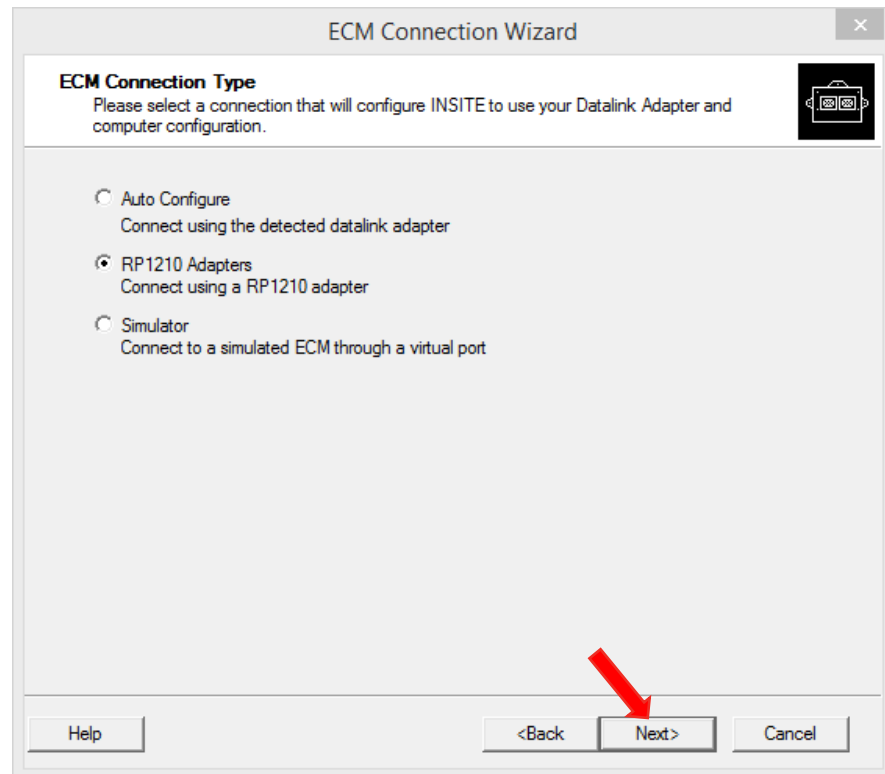 ECM Connection Wizard
ECM Connection Type
Please select a connection that will configure INSITE to use your Datalink Adapter and
computer configuration.
Auto Configure
Connect using the detected datalink adapter
RP1210 Adapters
Connect using a RP1210 adapter
Simulator
Connect to a simulated ECM through a virtual port
Help
<Back
Next>
Cancel